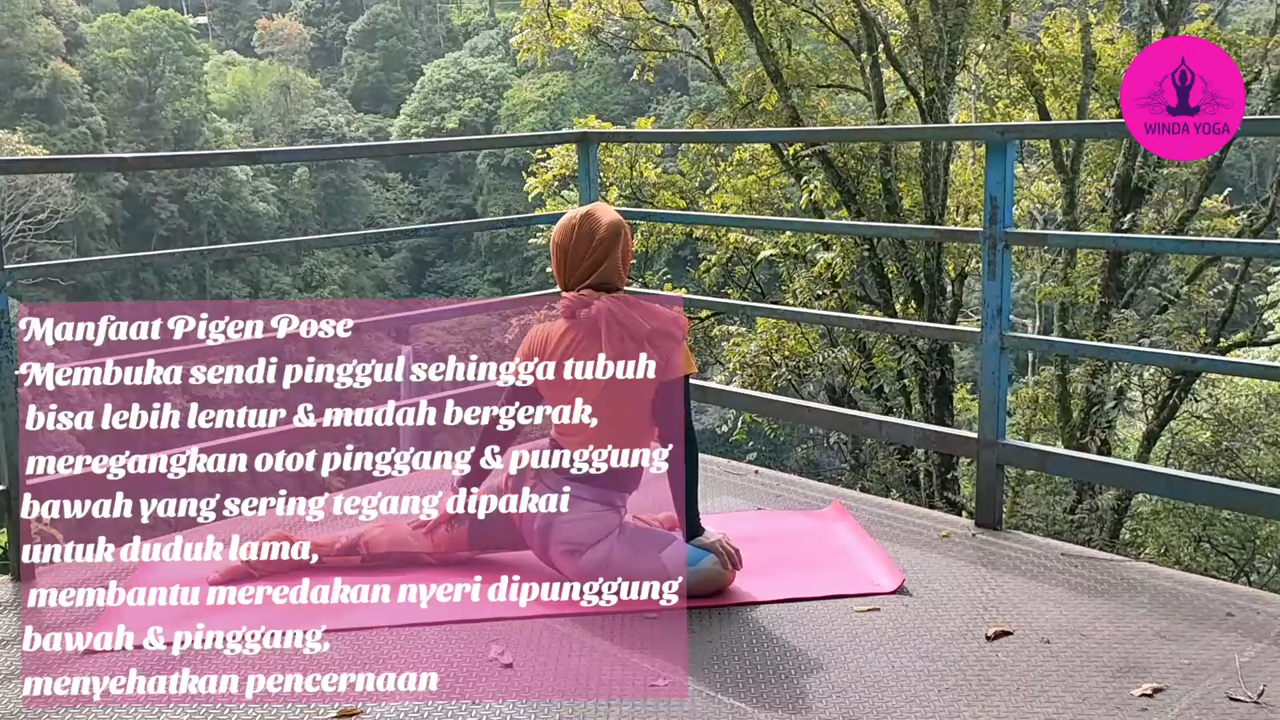 WINDA YOGA
Manfaat Pigen Pose
Membuka sendi pinggul sehingga tubuh
bisa lebih lentur & mudah bergerak,
meregangkan otot pinggang & punggung
bawah yang sering tegang dipakai
untuk duduk lama,
membantu meredakan nyeri dipunggung
bawah & pinggang,
menyehatkan pencernaan